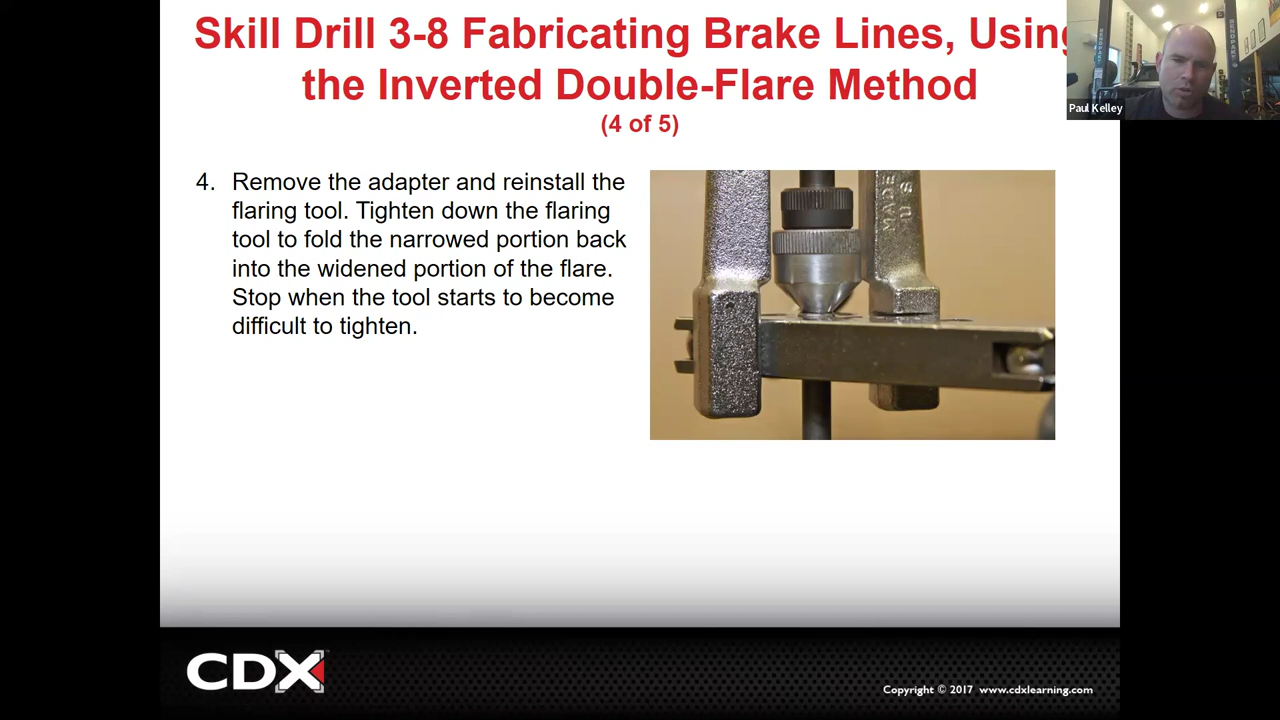 Skill Drill 3-8 Fabricating Brake Lines, Using
the Inverted Double-Flare Method
(4 of 5)
Paul Kelley
4. Remove the adapter and reinstall the
flaring tool. Tighten down the flaring
tool to fold the narrowed portion back
into the widened portion of the flare.
Stop when the tool starts to become
difficult to tighten.
MADE
U S
CDX
Copyright © 2017 www.cdxlearning.com